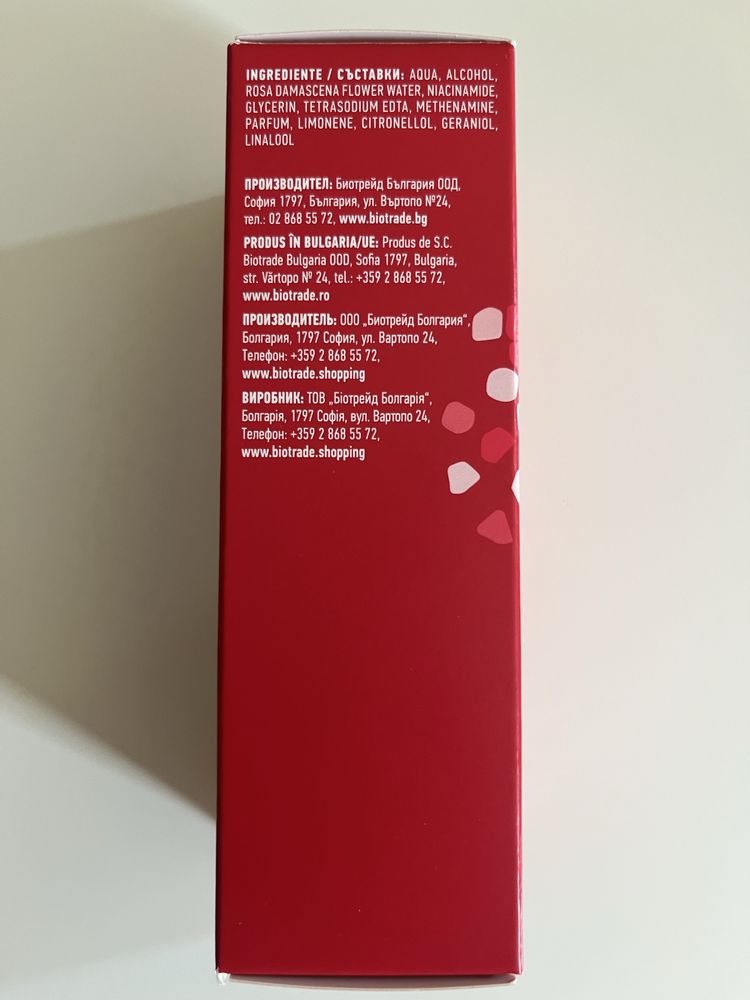 INGREDIENTE / СЪСТАВКИ: AQUA, ALCOHOL,
ROSA DAMASCENA FLOWER WATER, NIACINAMIDE,
GLYCERIN, TETRASODIUM EDTA, METHENAMINE,
PARFUM, LIMONENE, CITRONELLOL, GERANIOL,
LINALOOL
ПРОИЗВОДИТЕЛ: Биотрейд България ООД,
София 1797, България, ул. Въртопо №24,
тел.: 02 868 55 72, www.biotrade.bg
PRODUS ÎN BULGARIA/UE: Produs de S.C.
Biotrade Bulgaria OOD, Sofia 1797, Bulgaria,
str. Vărtopo № 24, tel.: +359 2 868 55 72,
www.biotrade.ro
ПРОИЗВОДИТЕЛЬ: ООО „Биотрейд Болгария“,
Болгария, 1797 София, ул. Вартопо 24,
Телефон: +359 2 868 55 72,
www.biotrade.shopping
ВИРОБНИК: ТОВ „Біотрейд Болгарія“,
Болгарія, 1797 Софія, вул. Вартопо 24,
Телефон: +359 2 868 55 72,
www.biotrade.shopping